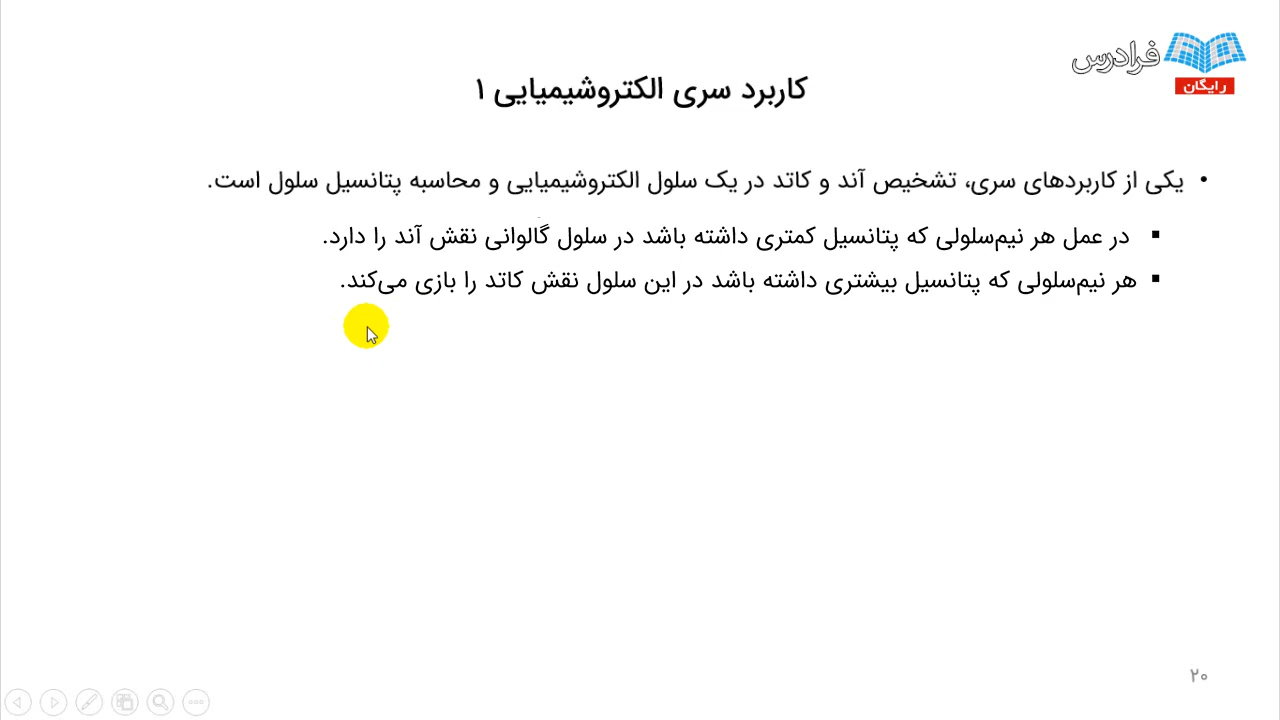 فرادرس
رایگان
کاربرد سری الکتروشیمیایی ۱
• یکی از کاربردهای سری، تشخیص آند و کاتد در یک سلول الکتروشیمیایی و محاسبه پتانسیل سلول است.
▪ در عمل هر نیم‌سلولی که پتانسیل کمتری داشته باشد در سلول گالوانی نقش آند را دارد.
▪ هر نیم‌سلولی که پتانسیل بیشتری داشته باشد در این سلول نقش کاتد را بازی می‌کند.
۲۰